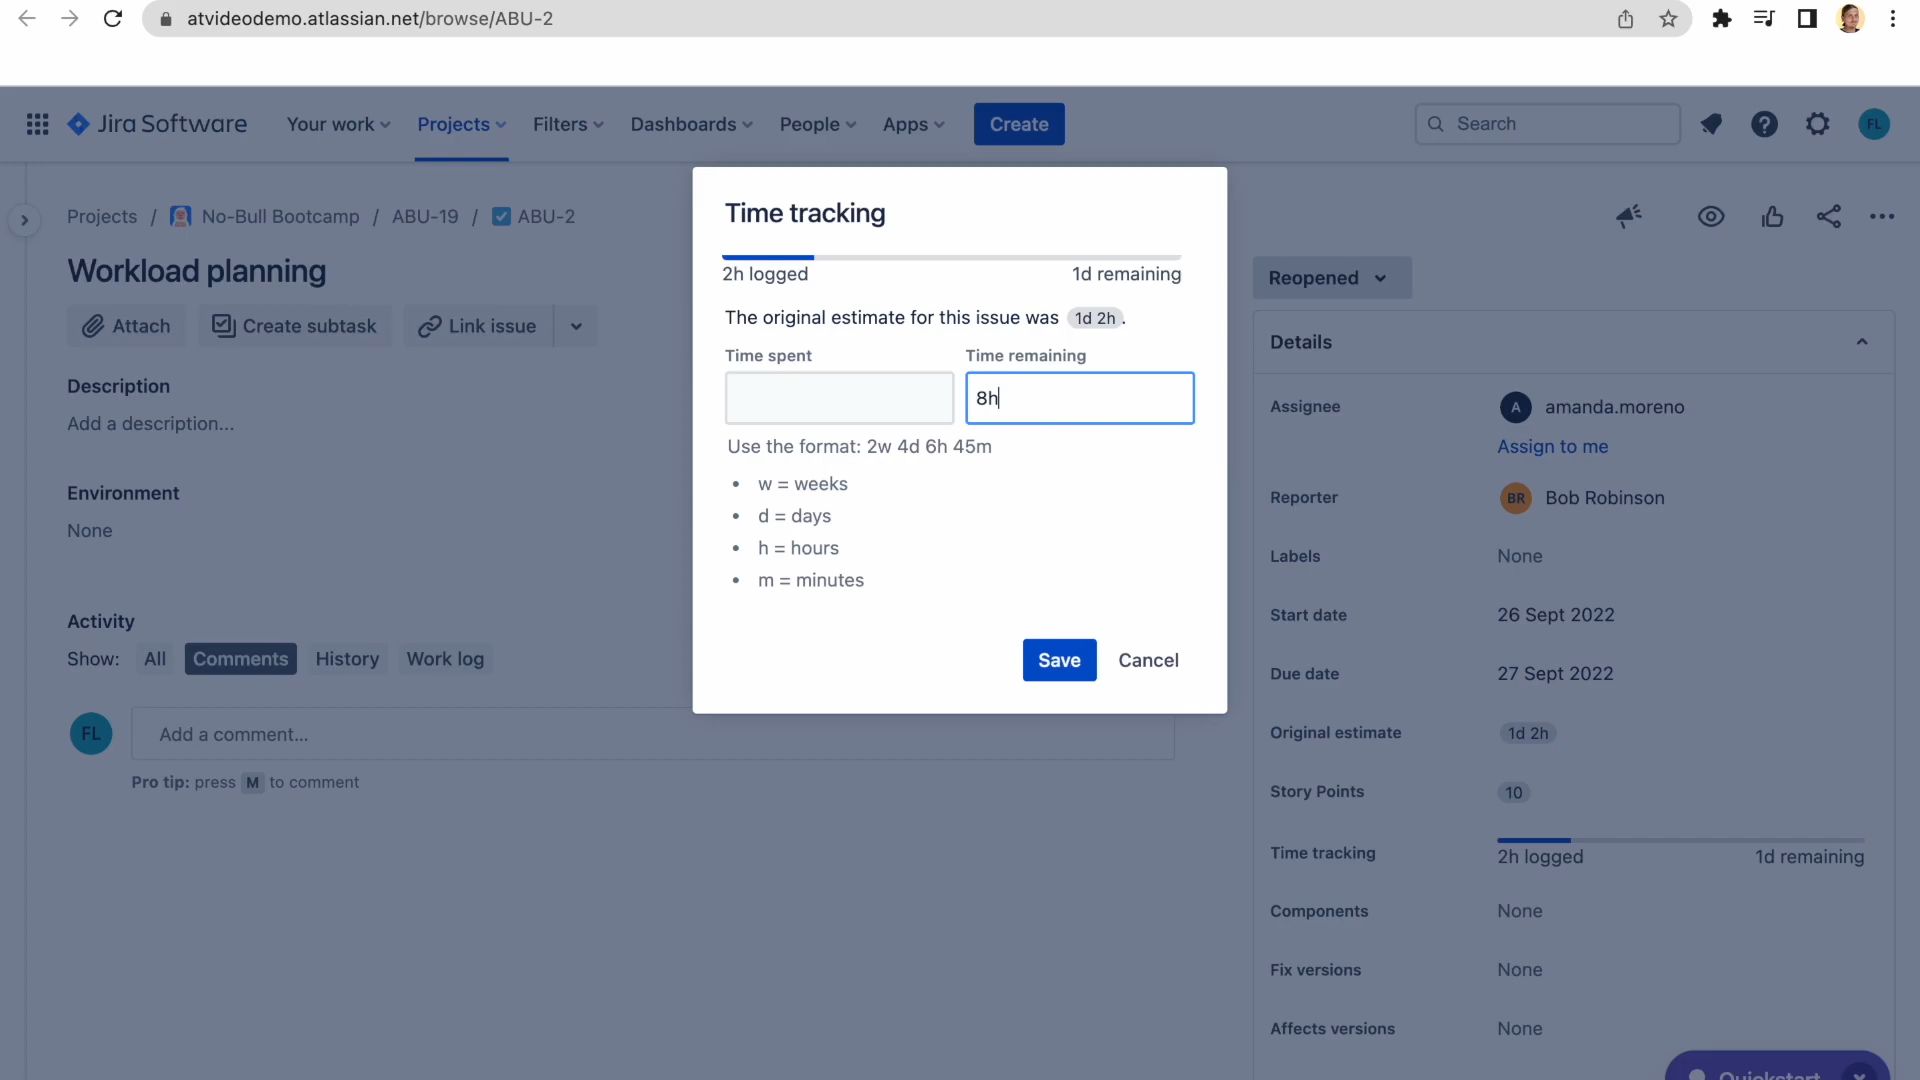 atvideodemo.atlassian.net/browse/ABU-2
Jira Software
Your work
Projects
Filters
Dashboards
People
Apps
Create
Search
FL
Projects / No-Bull Bootcamp / ABU-19 / ABU-2
Workload planning
Attach
Create subtask
Link issue
Description
Add a description...
Environment
None
Activity
Show: All Comments History Work log
FL
Add a comment...
Pro tip: press M to comment
Time tracking
2h logged 1d remaining
The original estimate for this issue was 1d 2h.
Time spent Time remaining
8h
Use the format: 2w 4d 6h 45m
• w = weeks
• d = days
• h = hours
• m = minutes
Save Cancel
Reopened
Details
Assignee
A amanda.moreno
Assign to me
Reporter
BR Bob Robinson
Labels None
Start date 26 Sept 2022
Due date 27 Sept 2022
Original estimate 1d 2h
Story Points 10
Time tracking 2h logged 1d remaining
Components None
Fix versions None
Affects versions None
Quickstart